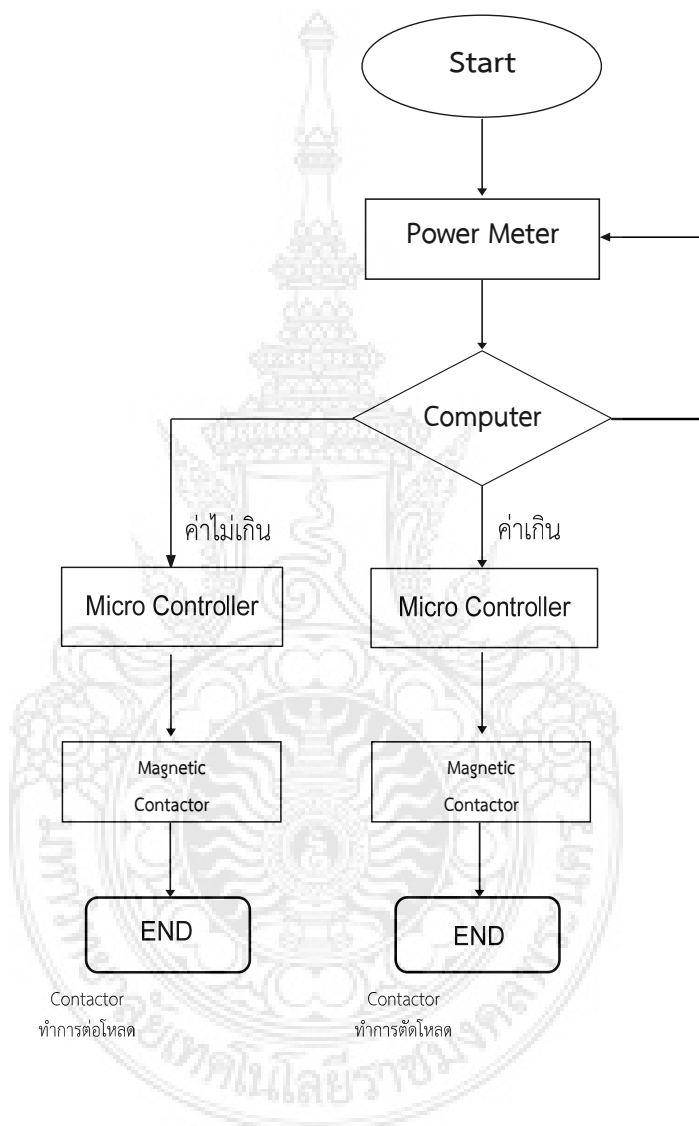 Start
Power Meter
Computer
ค่าไม่เกิน
ค่าเกิน
Micro Controller
Micro Controller
Magnetic
Contactor
Magnetic
Contactor
END
END
Contactor
ทำการต่อโหลด
Contactor
ทำการตัดโหลด